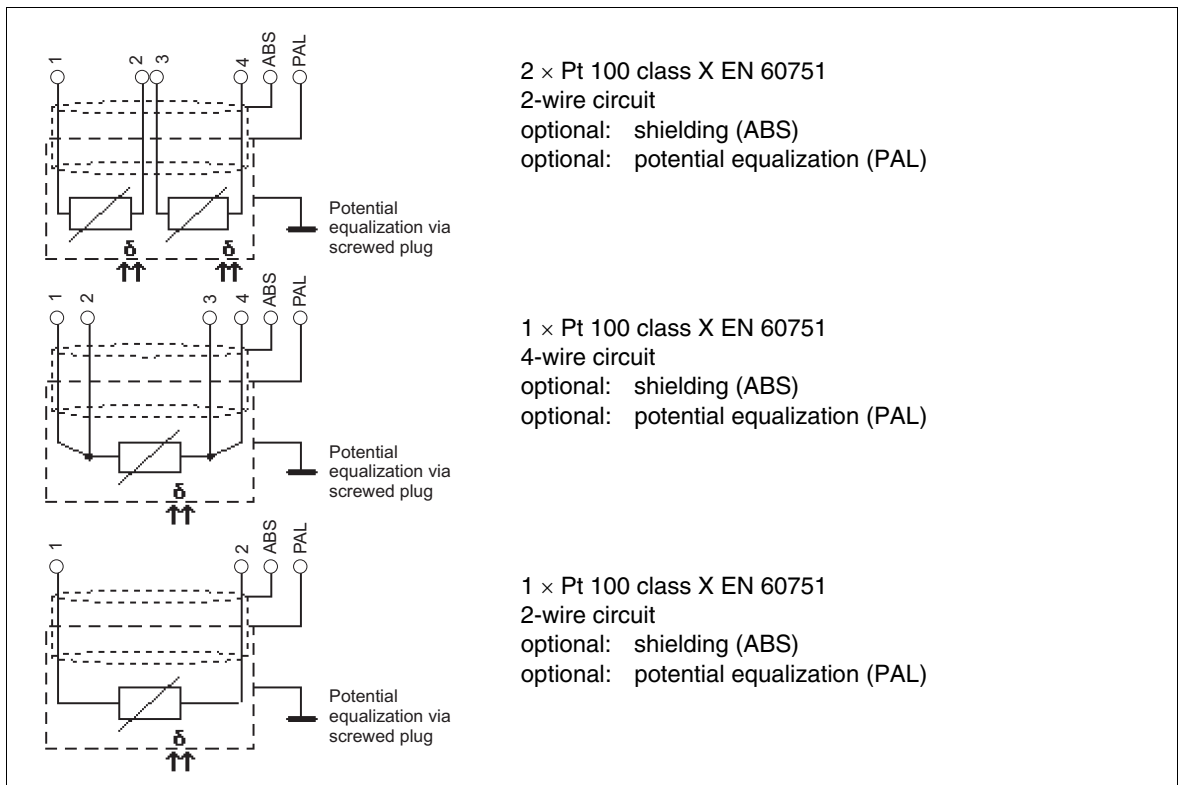 1
2
3
4
ABS
PAL
2 × Pt 100 class X EN 60751
2-wire circuit
optional: shielding (ABS)
optional: potential equalization (PAL)
Potential
equalization via
screwed plug
δ
δ
1
2
3
4
ABS
PAL
1 × Pt 100 class X EN 60751
4-wire circuit
optional: shielding (ABS)
optional: potential equalization (PAL)
Potential
equalization via
screwed plug
δ
1
2
ABS
PAL
1 × Pt 100 class X EN 60751
2-wire circuit
optional: shielding (ABS)
optional: potential equalization (PAL)
Potential
equalization via
screwed plug
δ